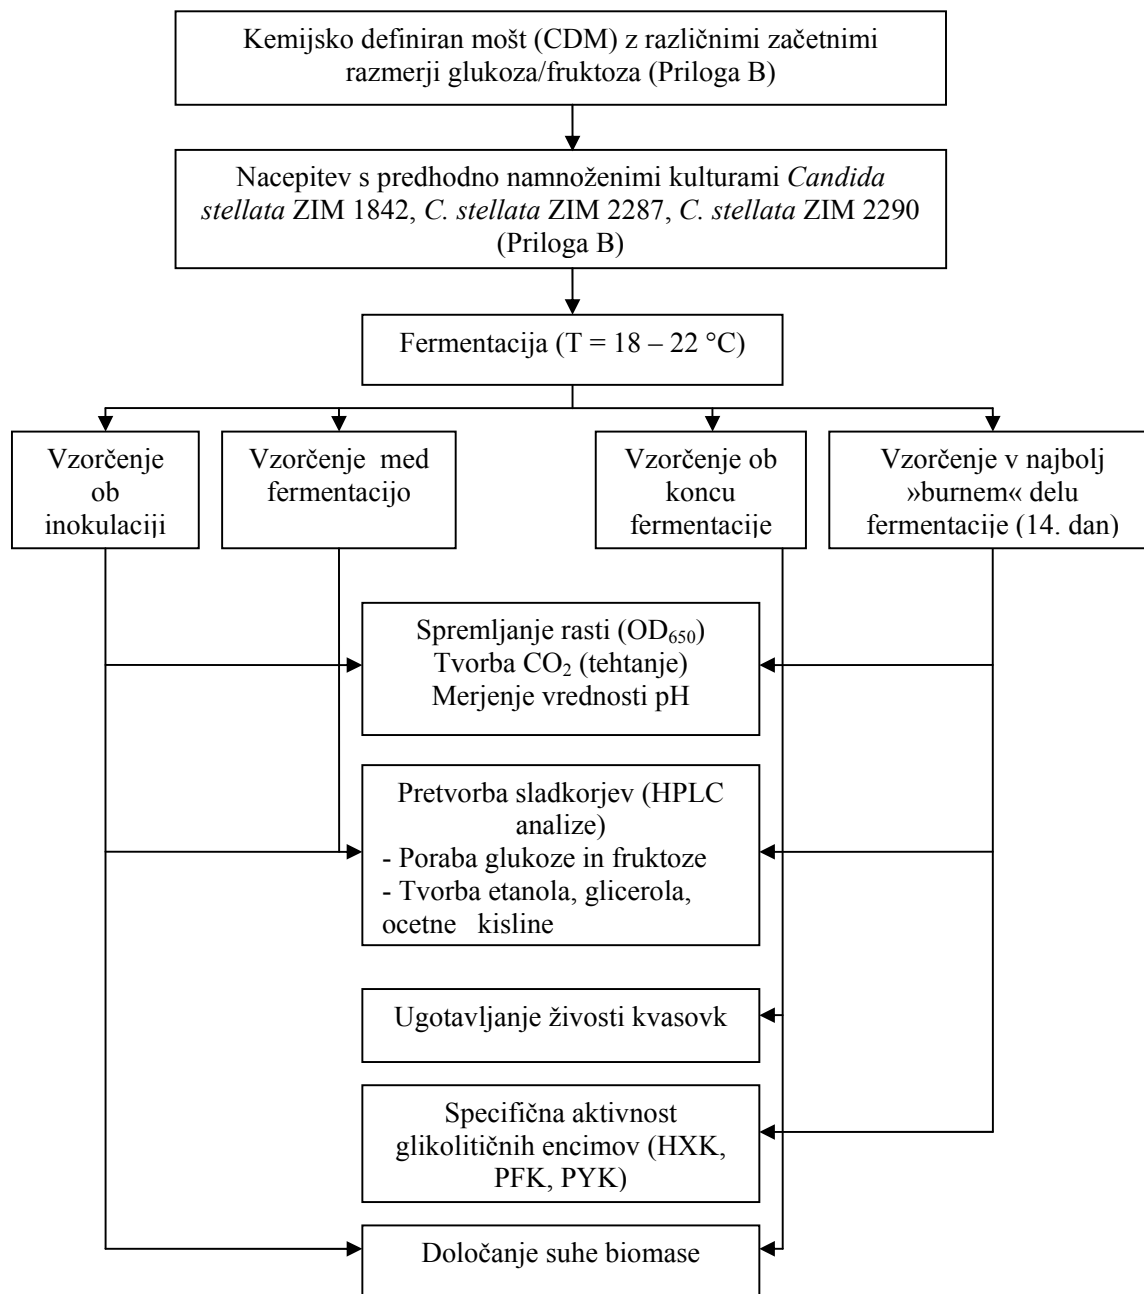 Kemijsko definiran mošt (CDM) z različnimi začetnimi
razmerji glukoza/fruktoza (Priloga B)
Nacepitev s predhodno namnoženimi kulturami Candida
stellata ZIM 1842, C. stellata ZIM 2287, C. stellata ZIM 2290
(Priloga B)
Fermentacija (T = 18 – 22 °C)
Vzorčenje
ob
inokulaciji
Vzorčenje med
fermentacijo
Vzorčenje ob
koncu
fermentacije
Vzorčenje v najbolj
»burnem« delu
fermentacije (14. dan)
Spremljanje rasti (OD₆₅₀)
Tvorba CO₂ (tehtanje)
Merjenje vrednosti pH
Pretvorba sladkorjev (HPLC
analize)
- Poraba glukoze in fruktoze
- Tvorba etanola, glicerola,
ocetne kisline
Ugotavljanje živosti kvasovk
Specifična aktivnost
glikolitičnih encimov (HXK,
PFK, PYK)
Določanje suhe biomase